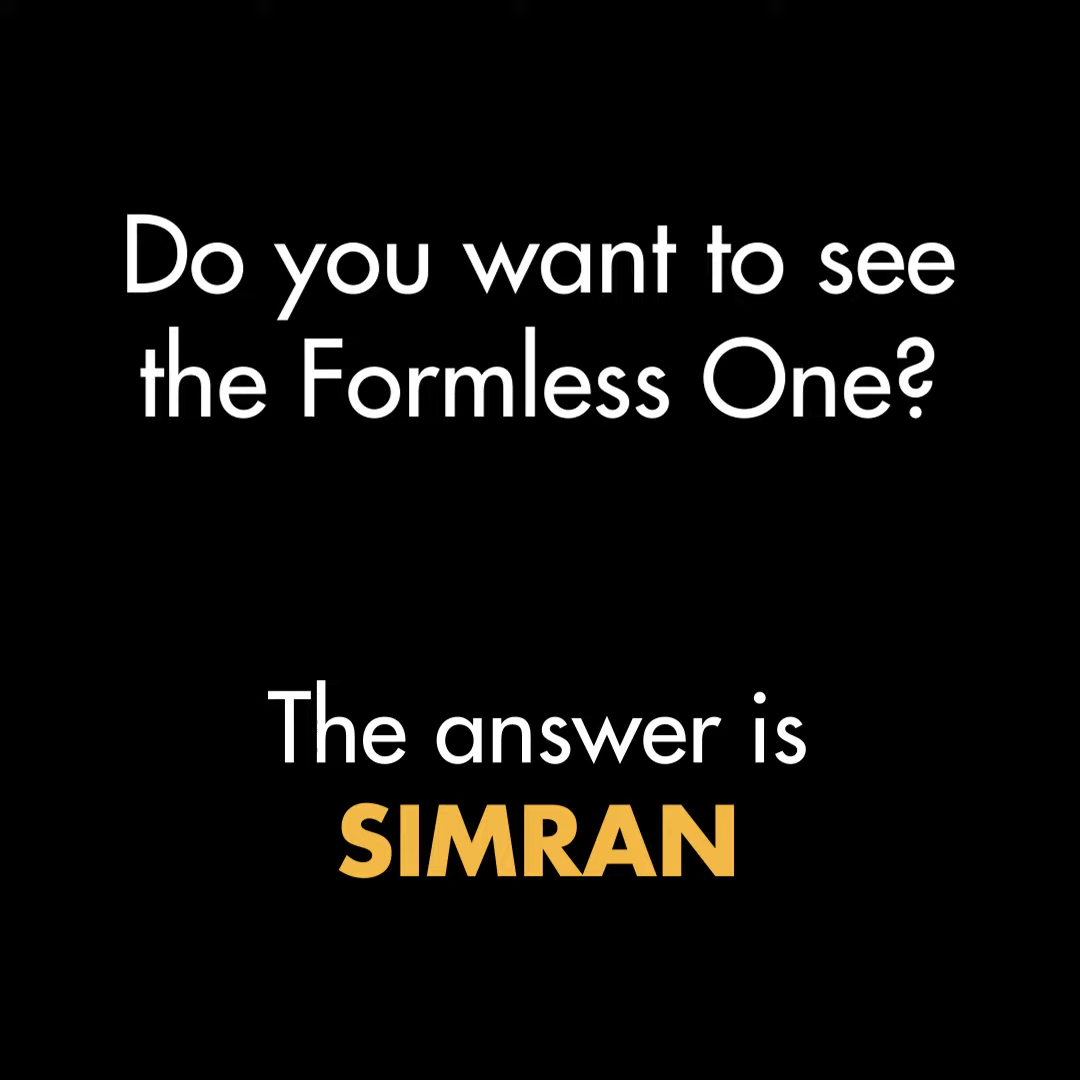 Do you want to see
the Formless One?
The answer is
SIMRAN